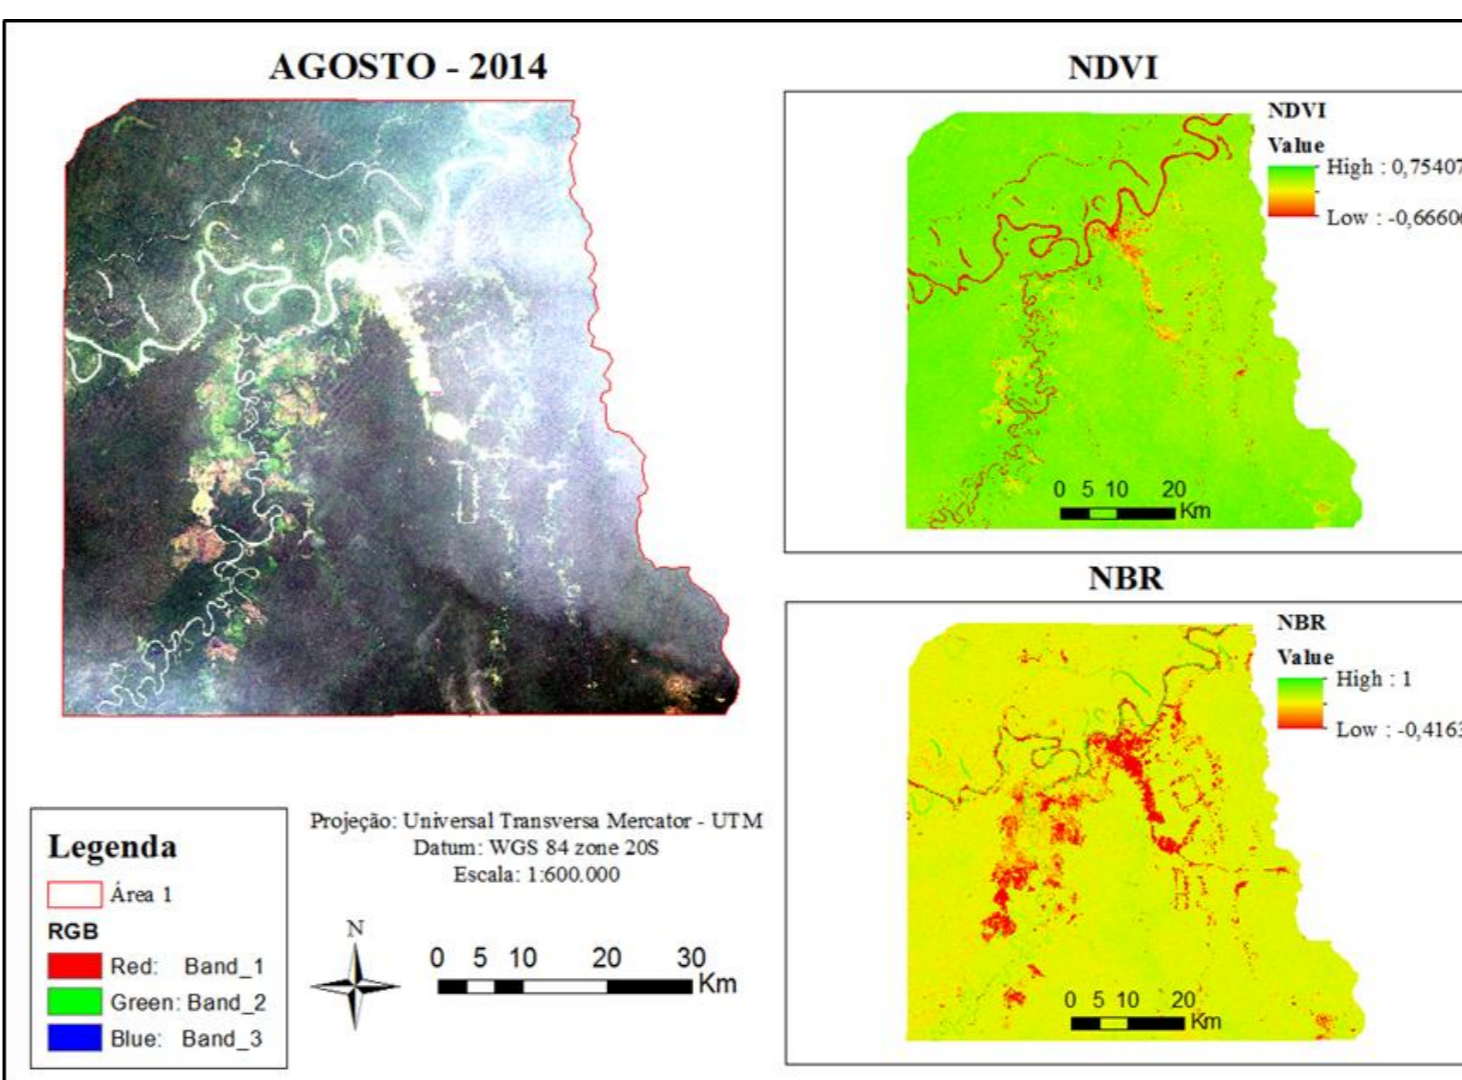 AGOSTO - 2014
NDVI
NDVI
Value
High : 0,75407
Low : -0,66606
0 5 10 20
Km
NBR
NBR
Value
High : 1
Low : -0,4163
0 5 10 20
Km
Legenda
Área 1
RGB
Red: Band_1
Green: Band_2
Blue: Band_3
Projeção: Universal Transversa Mercator - UTM
Datum: WGS 84 zone 20S
Escala: 1:600.000
N
0 5 10 20 30
Km